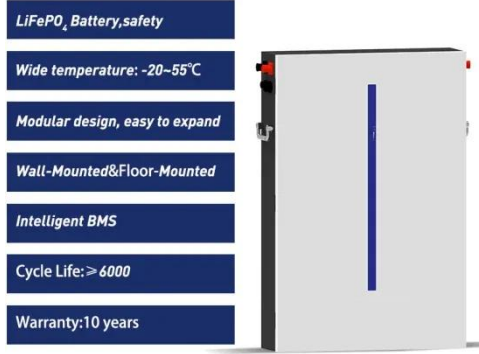 LiFePO₄ Battery,safety
Wide temperature: -20~55℃
Modular design, easy to expand
Wall-Mounted&Floor-Mounted
Intelligent BMS
Cycle Life:≥6000
Warranty:10 years